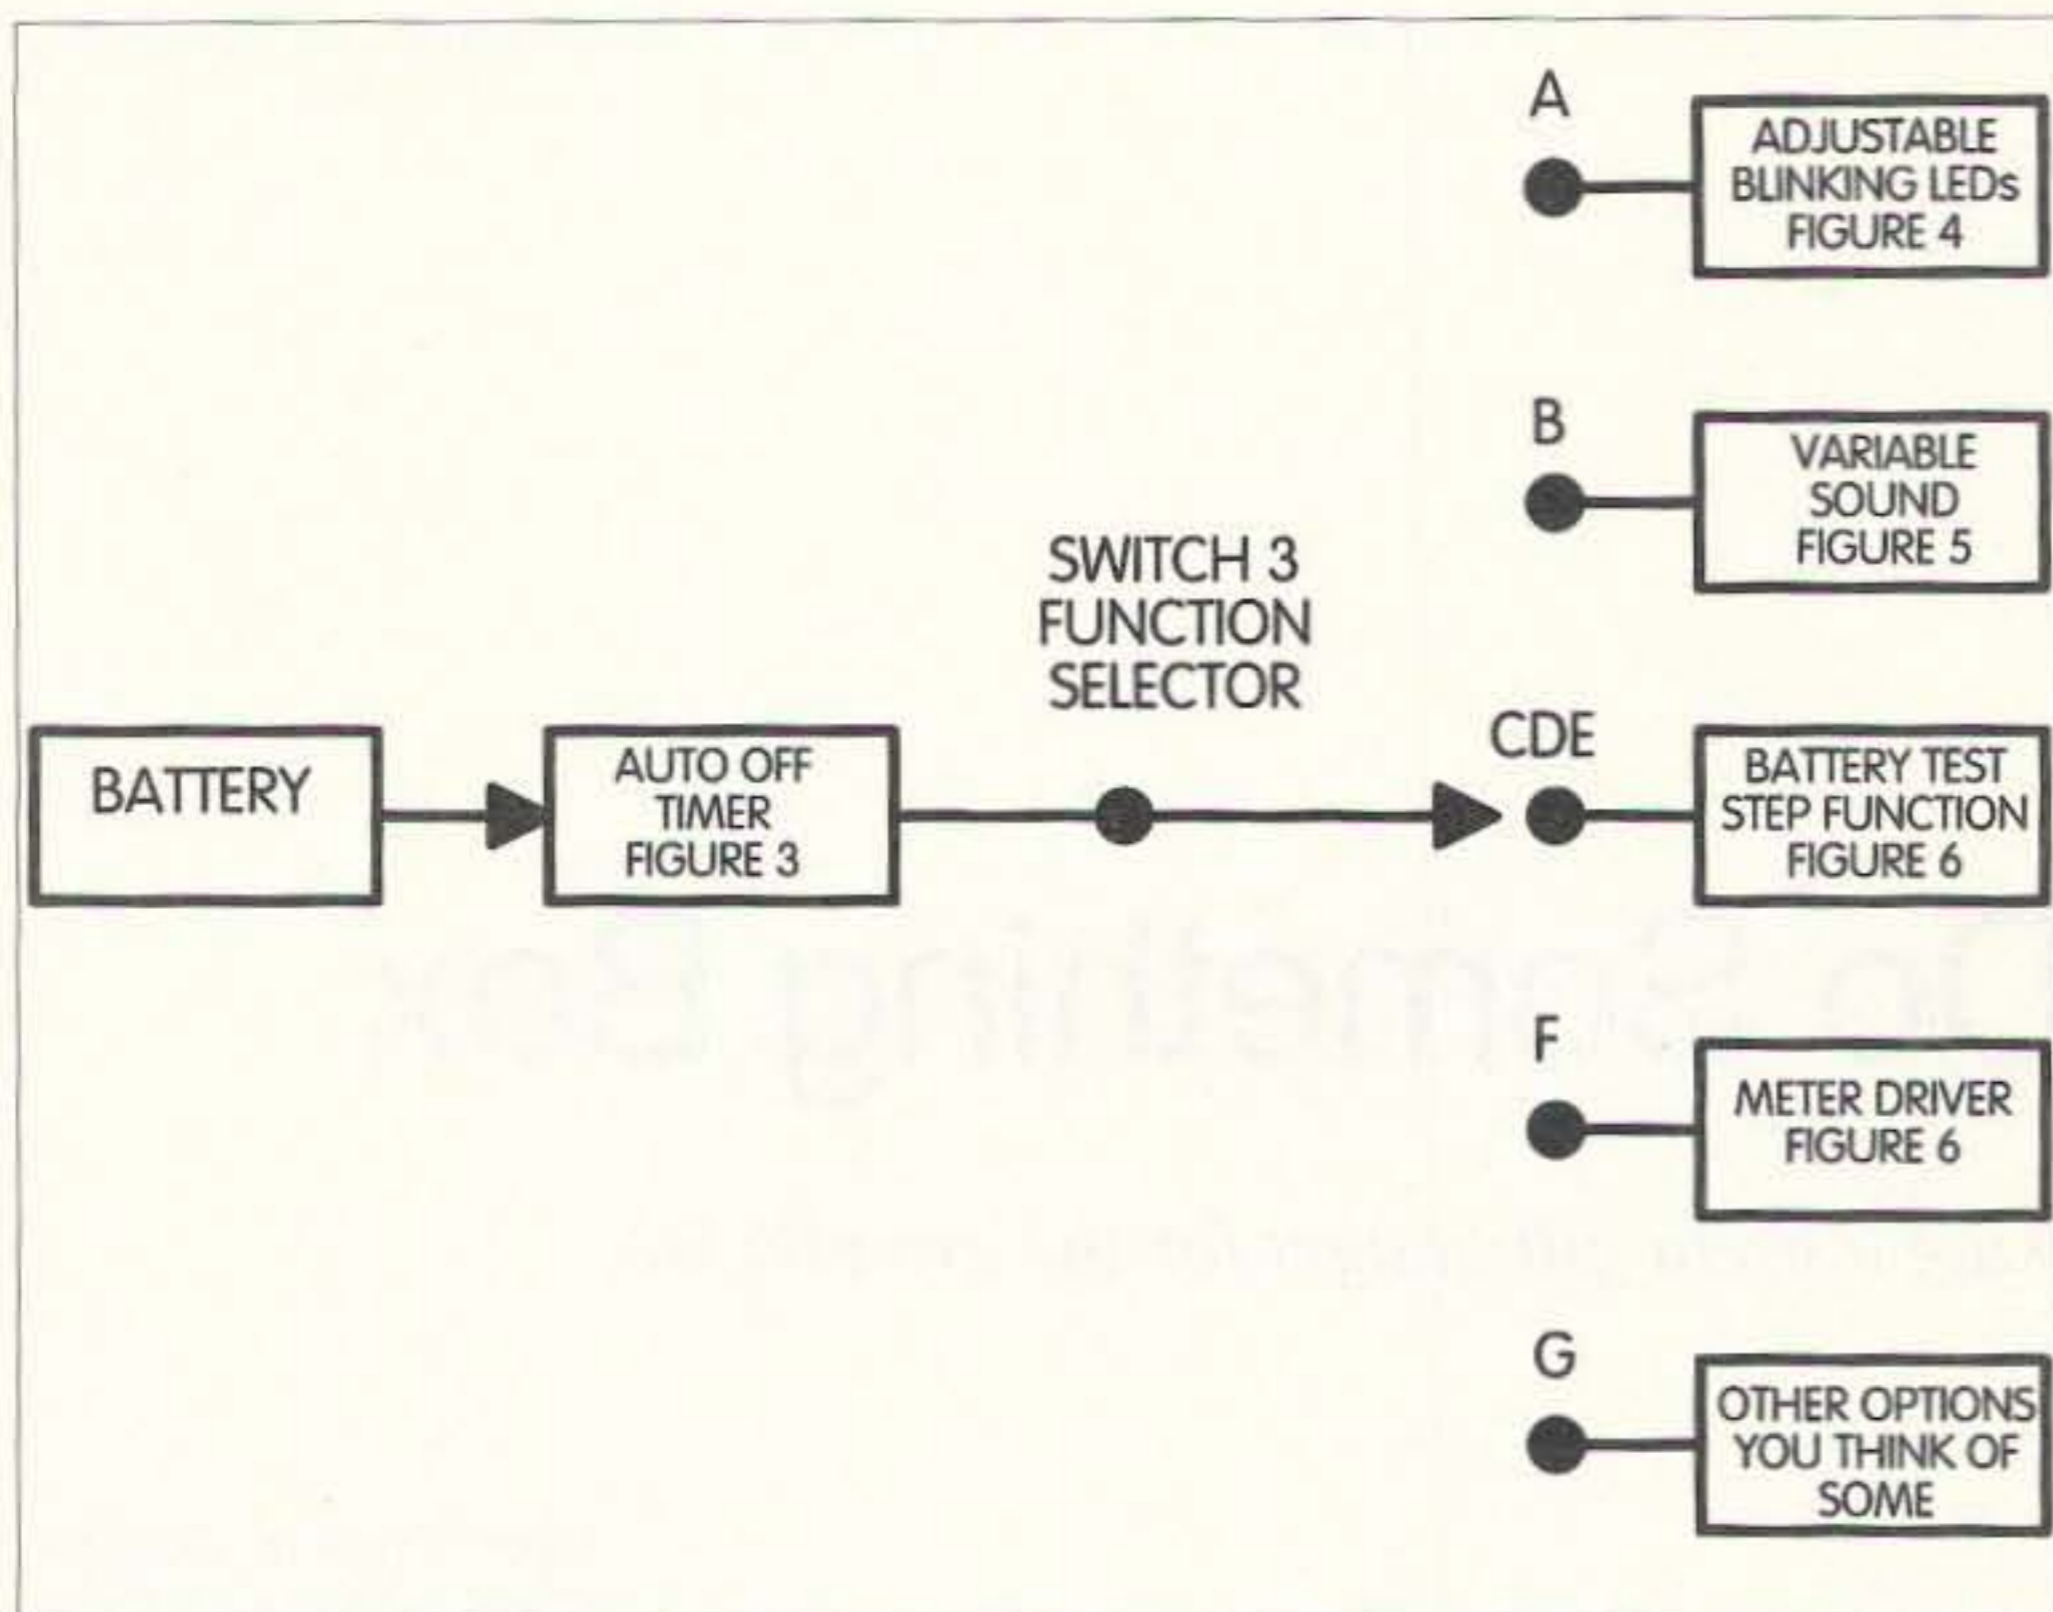 A
ADJUSTABLE
BLINKING LEDs
FIGURE 4
B
VARIABLE
SOUND
FIGURE 5
SWITCH 3
FUNCTION
SELECTOR
BATTERY
AUTO OFF
TIMER
FIGURE 3
CDE
BATTERY TEST
STEP FUNCTION
FIGURE 6
F
METER DRIVER
FIGURE 6
G
OTHER OPTIONS
YOU THINK OF
SOME